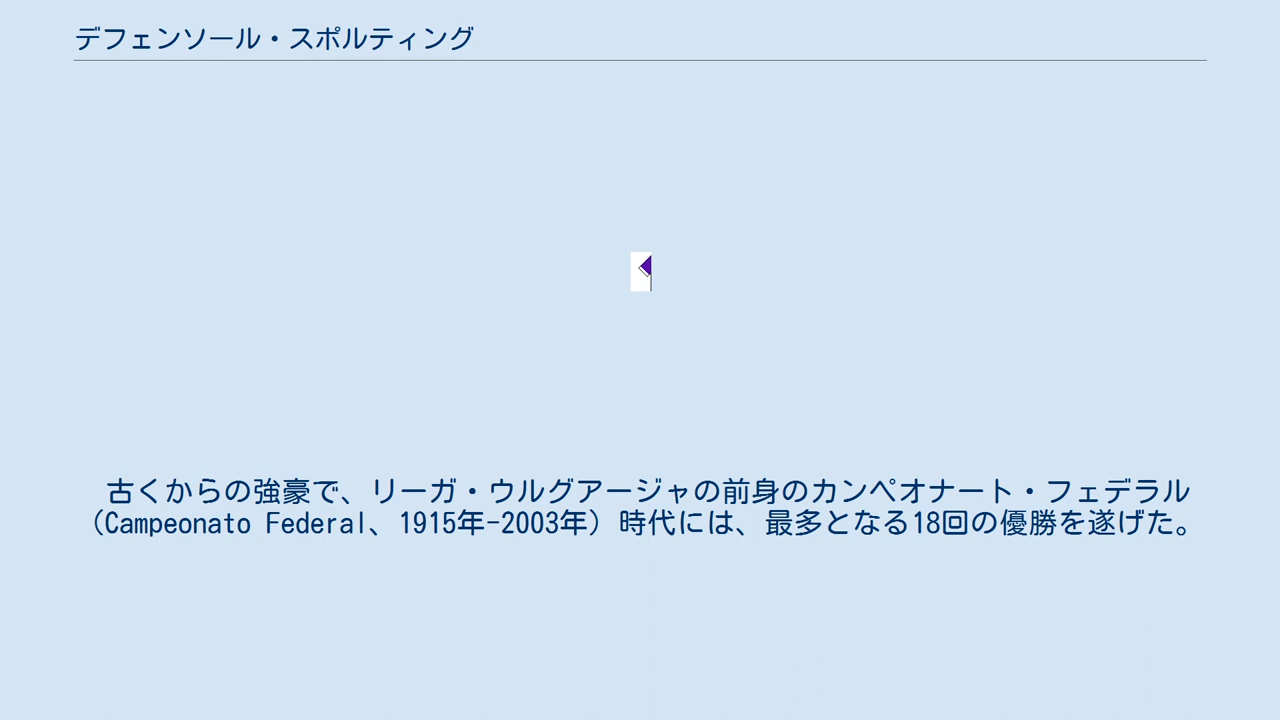 デフェンソール・スポルティング
古くからの強豪で、リーガ・ウルグアージャの前身のカンペオナート・フェデラル
（Campeonato Federal、1915年-2003年）時代には、最多となる18回の優勝を遂げた。